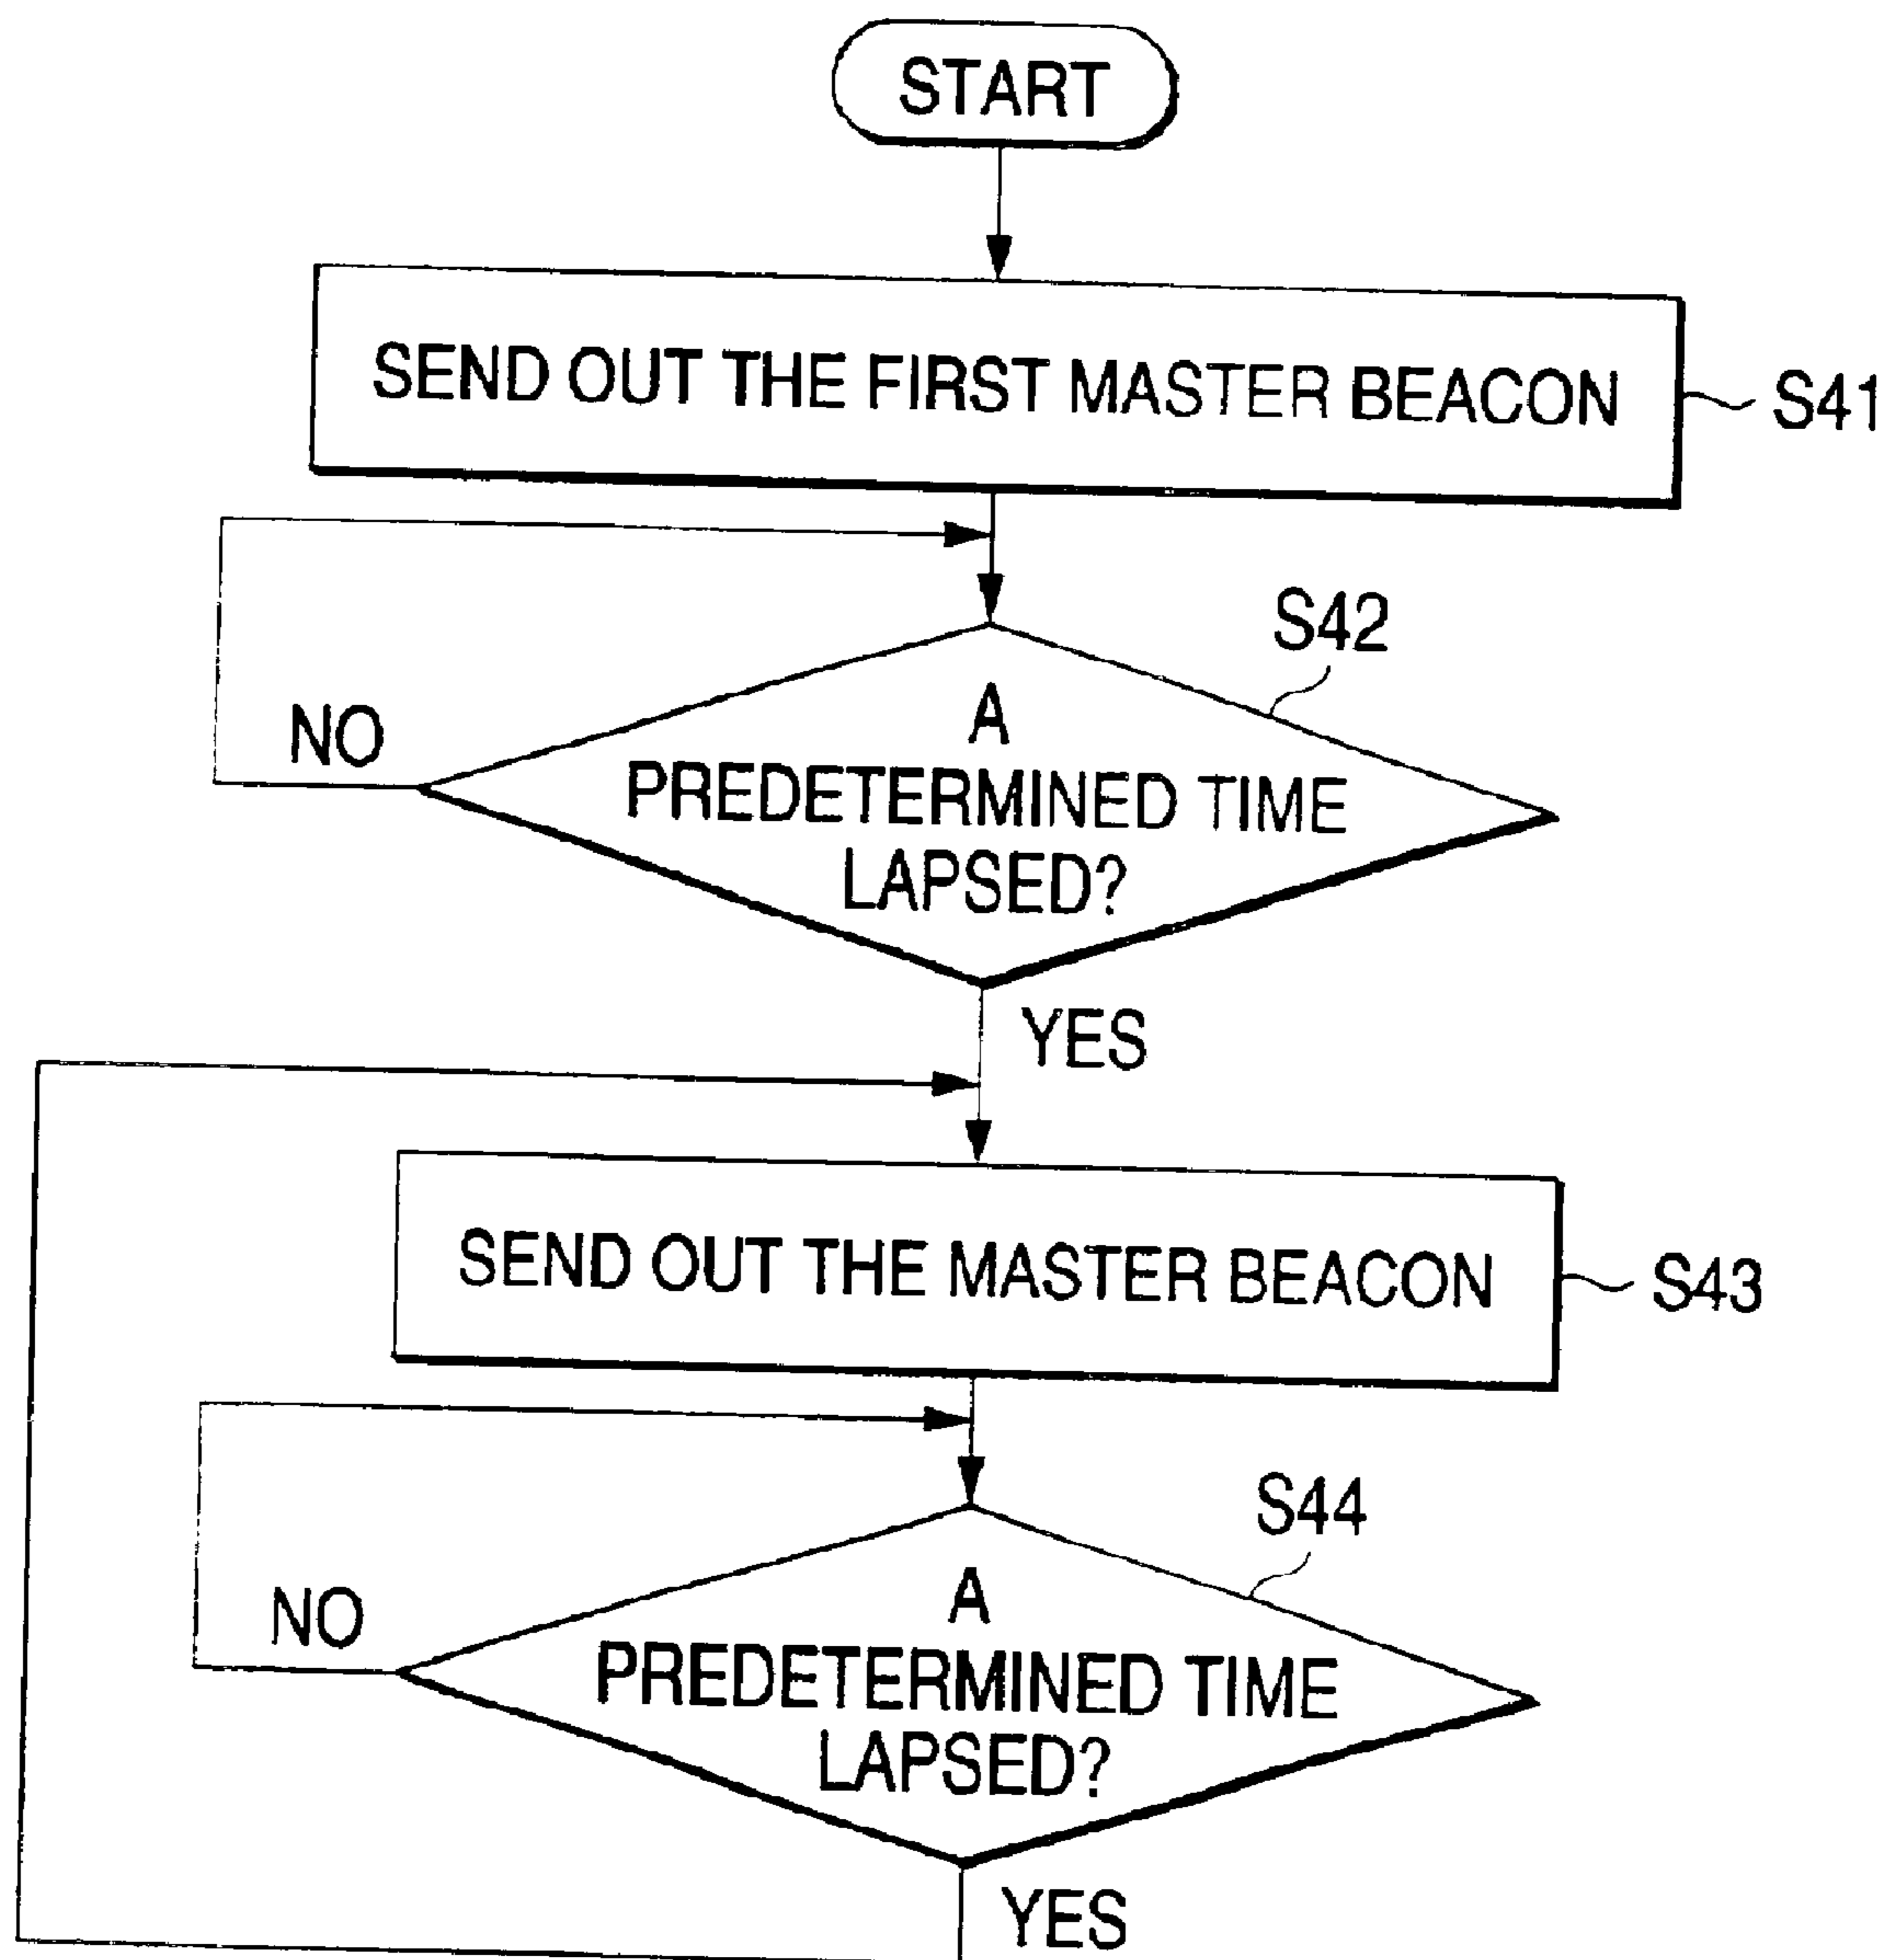 START
SEND OUT THE FIRST MASTER BEACON
S41
S42
NO
A
PREDETERMINED TIME
LAPSED?
YES
SEND OUT THE MASTER BEACON
S43
S44
NO
A
PREDETERMINED TIME
LAPSED?
YES